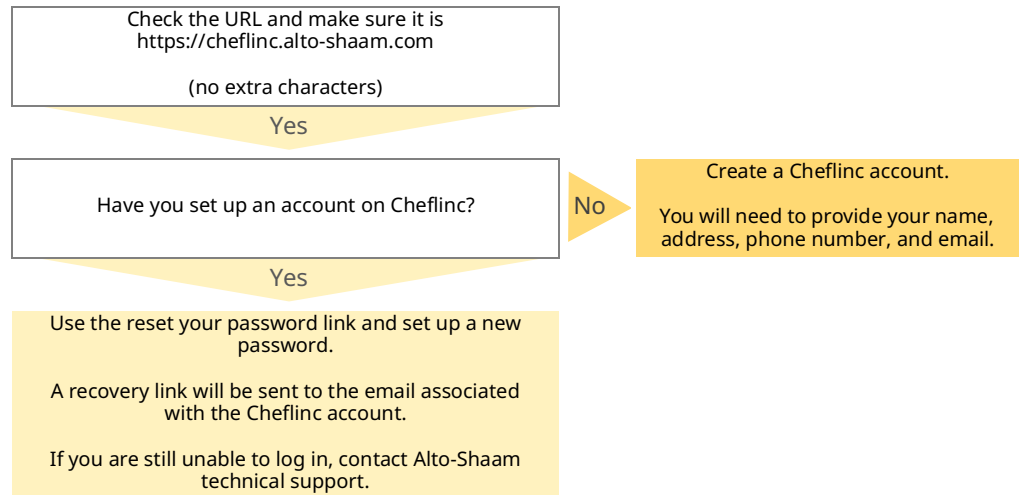 Check the URL and make sure it is
https://cheflinc.alto-shaam.com
(no extra characters)
Yes
Have you set up an account on Cheflinc?
No
Create a Cheflinc account.
You will need to provide your name,
address, phone number, and email.
Yes
Use the reset your password link and set up a new
password.
A recovery link will be sent to the email associated
with the Cheflinc account.
If you are still unable to log in, contact Alto-Shaam
technical support.